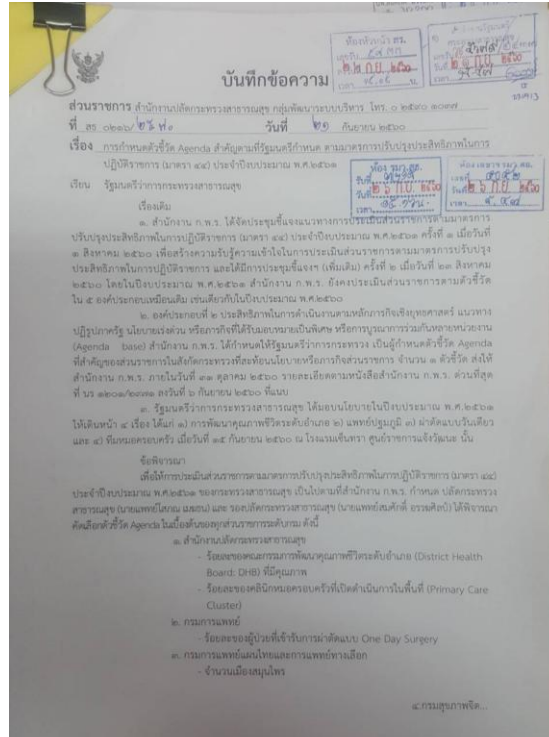 บันทึกข้อความ
ส่วนราชการ สำนักงานปลัดกระทรวงสาธารณสุข กลุ่มพัฒนาระบบบริหาร โทร. ๐ ๒๕๙๐ ๑๐๓๗
ที่ สธ ๐๒๑๖/ วันที่ ๒๑ กันยายน ๒๕๖๐
เรื่อง การกำหนดตัวชี้วัด Agenda สำคัญตามที่รัฐมนตรีกำหนด ตามมาตรการปรับปรุงประสิทธิภาพในการ
ปฏิบัติราชการ (มาตรา ๔๔) ประจำปีงบประมาณ พ.ศ.๒๕๖๑
เรียน รัฐมนตรีว่าการกระทรวงสาธารณสุข
เรื่องเดิม
๑. สำนักงาน ก.พ.ร. ได้จัดประชุมชี้แจงแนวทางการประเมินส่วนราชการตามมาตรการ
ปรับปรุงประสิทธิภาพในการปฏิบัติราชการ (มาตรา ๔๔) ประจำปีงบประมาณ พ.ศ.๒๕๖๑ ครั้งที่ ๑ เมื่อวันที่
๑ สิงหาคม ๒๕๖๐ เพื่อสร้างความรับรู้ความเข้าใจในการประเมินส่วนราชการตามมาตรการปรับปรุง
ประสิทธิภาพในการปฏิบัติราชการ และได้มีการประชุมชี้แจงฯ (เพิ่มเติม) ครั้งที่ ๒ เมื่อวันที่ ๒๓ สิงหาคม
๒๕๖๐ โดยในปีงบประมาณ พ.ศ.๒๕๖๑ สำนักงาน ก.พ.ร. ยังคงประเมินส่วนราชการตามตัวชี้วัด
ใน ๕ องค์ประกอบเหมือนเดิม เช่นเดียวกับในปีงบประมาณ พ.ศ.๒๕๖๐
๒. องค์ประกอบที่ ๒ ประสิทธิภาพในการดำเนินงานตามหลักภารกิจเชิงยุทธศาสตร์ แนวทาง
ปฏิรูปภาครัฐ นโยบายเร่งด่วน หรือภารกิจที่ได้รับมอบหมายเป็นพิเศษ หรือการบูรณาการร่วมกันหลายหน่วยงาน
(Agenda base) สำนักงาน ก.พ.ร. ได้กำหนดให้รัฐมนตรีว่าการกระทรวง เป็นผู้กำหนดตัวชี้วัด Agenda
ที่สำคัญของส่วนราชการในสังกัดกระทรวงที่สะท้อนนโยบายหรือภารกิจส่วนราชการ จำนวน ๑ ตัวชี้วัด ส่งให้
สำนักงาน ก.พ.ร. ภายในวันที่ ๓๑ ตุลาคม ๒๕๖๐ รายละเอียดตามหนังสือสำนักงาน ก.พ.ร. ด่วนที่สุด
ที่ นร ๑๒๐๑/ ลงวันที่ ๖ กันยายน ๒๕๖๐ ที่แนบ
๓. รัฐมนตรีว่าการกระทรวงสาธารณสุข ได้มอบนโยบายในปีงบประมาณ พ.ศ.๒๕๖๑
ให้เดินหน้า ๔ เรื่อง ได้แก่ ๑) การพัฒนาคุณภาพชีวิตระดับอำเภอ ๒) แพทย์ปฐมภูมิ ๓) ผ่าตัดแบบวันเดียว
และ ๔) ทีมหมอครอบครัว เมื่อวันที่ ๑๕ กันยายน ๒๕๖๐ ณ โรงแรมเซ็นทรา ศูนย์ราชการแจ้งวัฒนะ นั้น
ข้อพิจารณา
เพื่อให้การประเมินส่วนราชการตามมาตรการปรับปรุงประสิทธิภาพในการปฏิบัติราชการ (มาตรา ๔๔)
ประจำปีงบประมาณ พ.ศ.๒๕๖๑ ของกระทรวงสาธารณสุข เป็นไปตามที่สำนักงาน ก.พ.ร. กำหนด ปลัดกระทรวง
สาธารณสุข (นายแพทย์โสภณ เมฆธน) และ รองปลัดกระทรวงสาธารณสุข (นายแพทย์สมศักดิ์ อรรฆศิลป์) ได้พิจารณา
คัดเลือกตัวชี้วัด Agenda ในเบื้องต้นของทุกส่วนราชการระดับกรม ดังนี้
๑. สำนักงานปลัดกระทรวงสาธารณสุข
- ร้อยละของคณะกรรมการพัฒนาคุณภาพชีวิตระดับอำเภอ (District Health
Board: DHB) ที่มีคุณภาพ
- ร้อยละของคลินิกหมอครอบครัวที่เปิดดำเนินการในพื้นที่ (Primary Care
Cluster)
๒. กรมการแพทย์
- ร้อยละของผู้ป่วยที่เข้ารับการผ่าตัดแบบ One Day Surgery
๓. กรมการแพทย์แผนไทยและการแพทย์ทางเลือก
- จำนวนเมืองสมุนไพร
๔.กรมสุขภาพจิต...